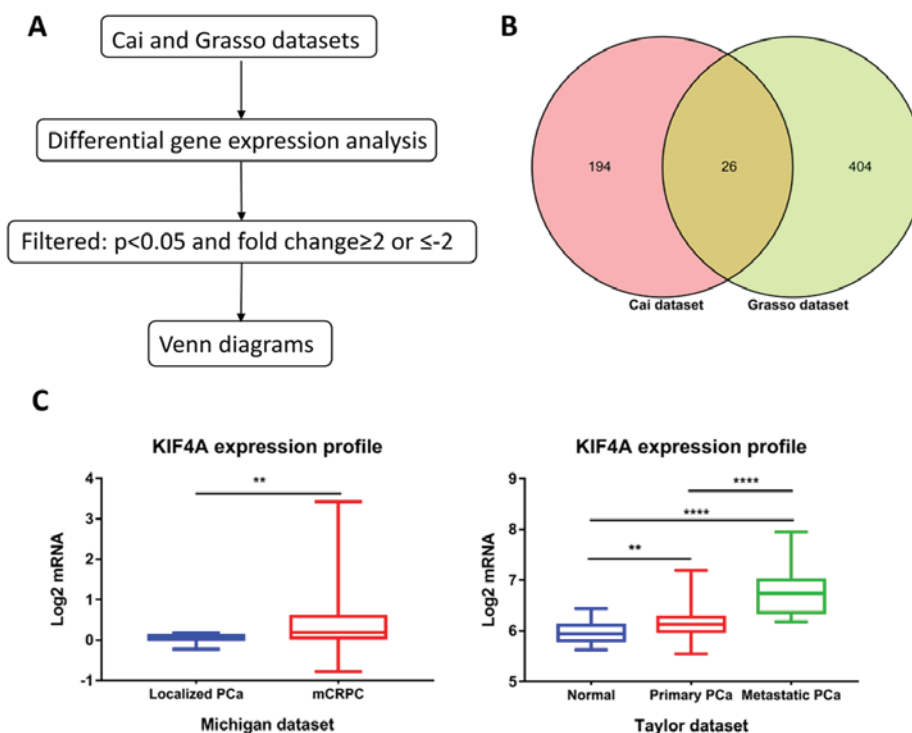 A
Cai and Grasso datasets
Differential gene expression analysis
Filtered: p<0.05 and fold change≥2 or ≤-2
Venn diagrams
B
194
26
404
Cai dataset
Grasso dataset
C
KIF4A expression profile
**
4
3
2
1
0
-1
Log2 mRNA
Localized PCa
mCRPC
Michigan dataset
KIF4A expression profile
****
****
**
9
8
7
6
5
Log2 mRNA
Normal
Primary PCa
Metastatic PCa
Taylor dataset